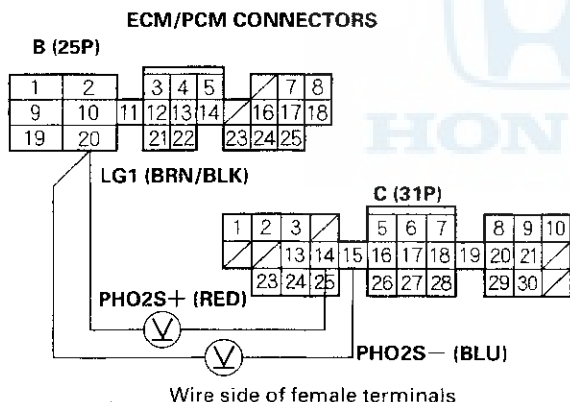 ECM/PCM CONNECTORS
B (25P)
1 2 3 4 5 7 8
9 10 11 12 13 14 16 17 18
19 20 21 22 23 24 25
HON
LG1 (BRN/BLK)
C (31P)
1 2 3 5 6 7 8 9 10
13 14 15 16 17 18 19 20 21
23 24 25 26 27 28 29 30
PHO2S+ (RED)
V
V
PHO2S− (BLU)
Wire side of female terminals